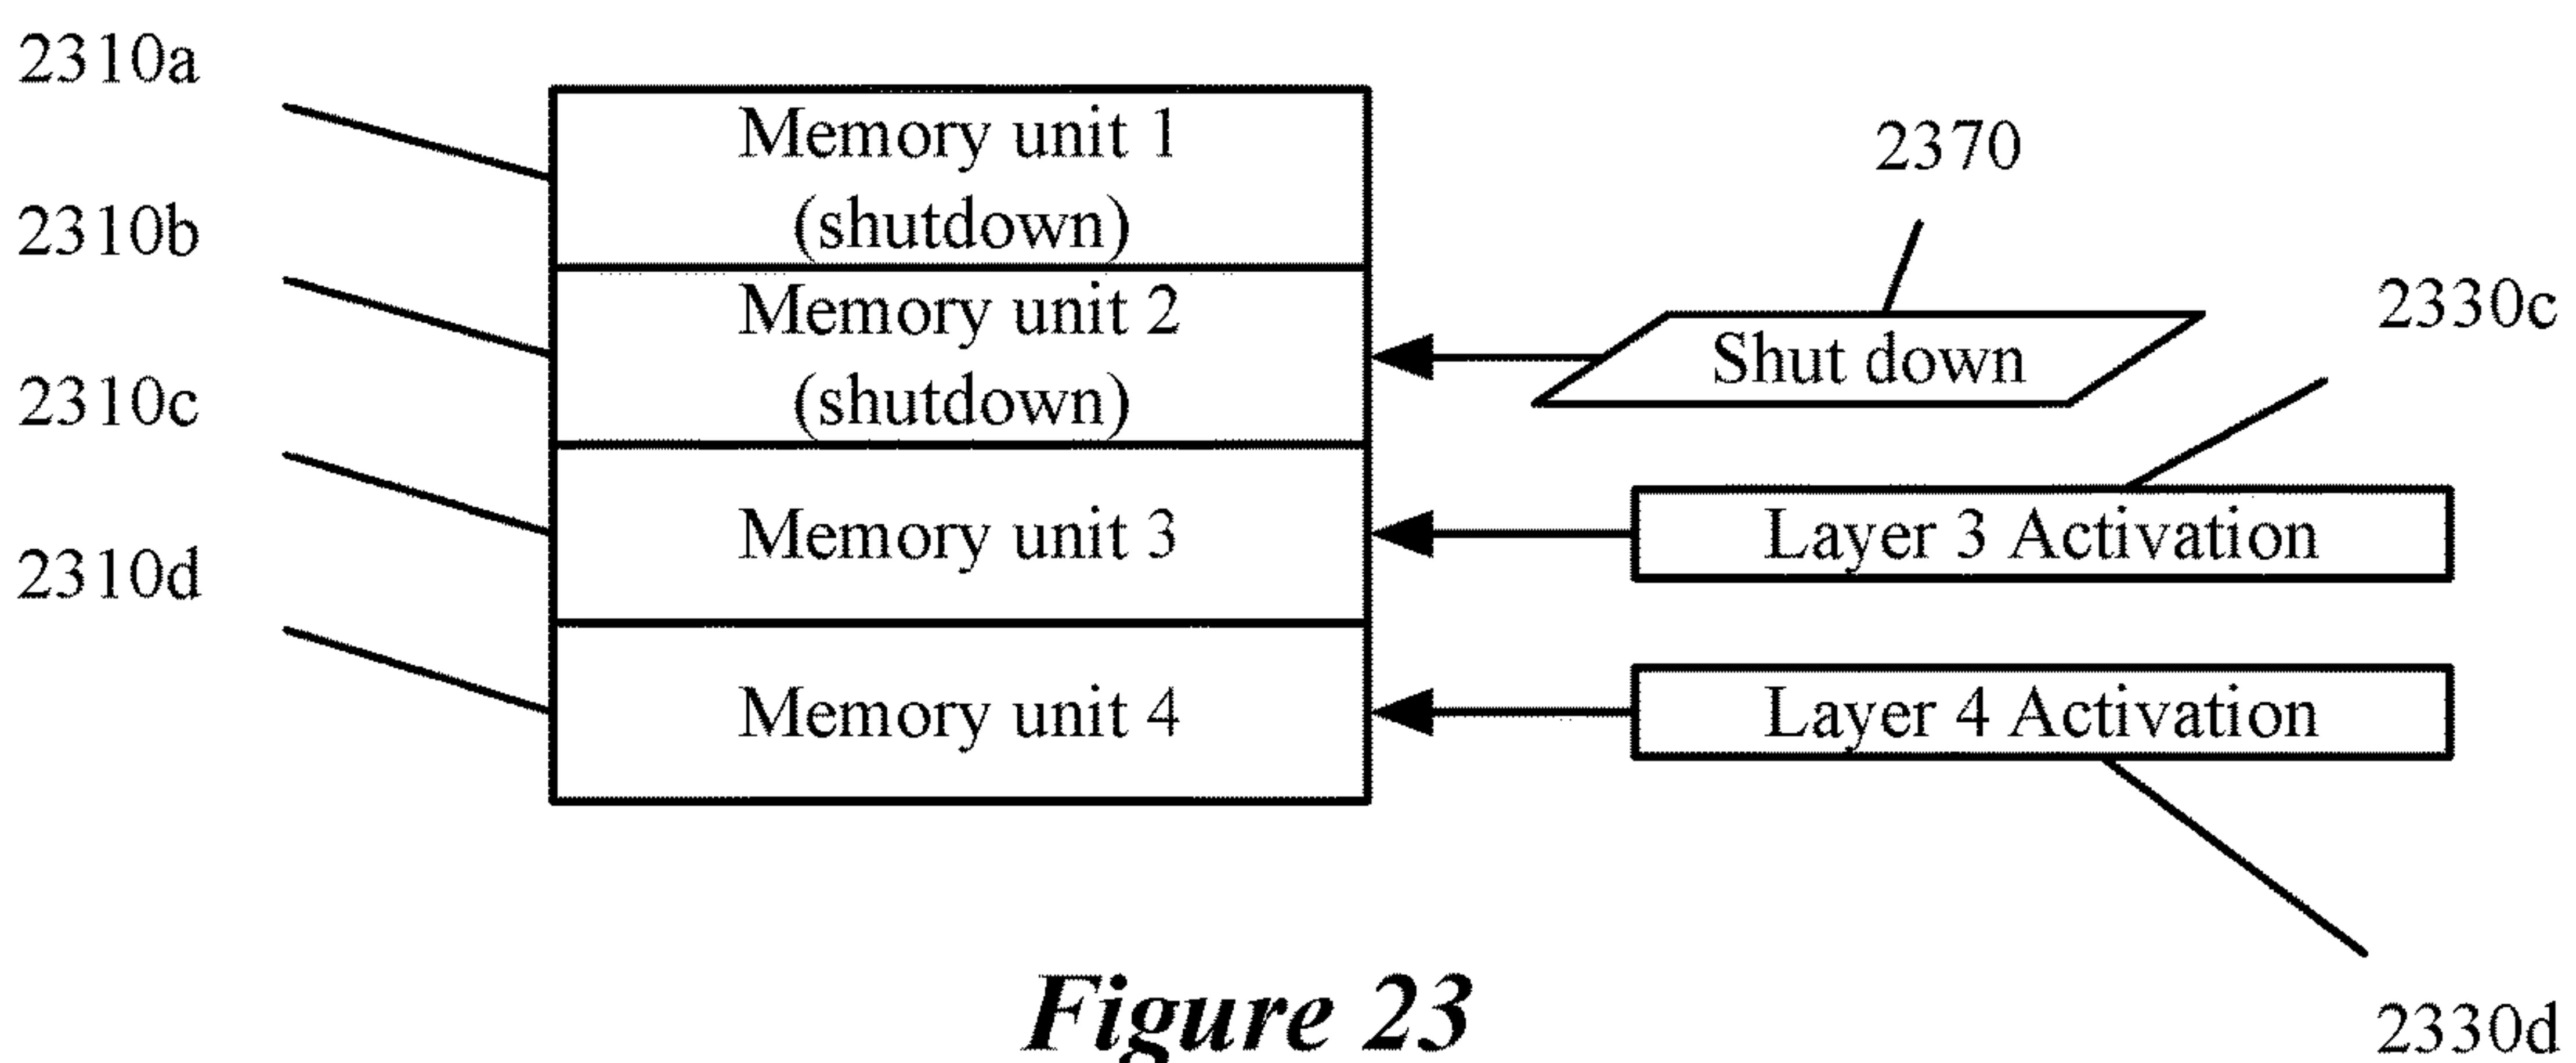 2310a
Memory unit 1
(shutdown)
2370
2310b
Memory unit 2
(shutdown)
Shut down
2330c
2310c
Memory unit 3
Layer 3 Activation
2310d
Memory unit 4
Layer 4 Activation
Figure 23
2330d